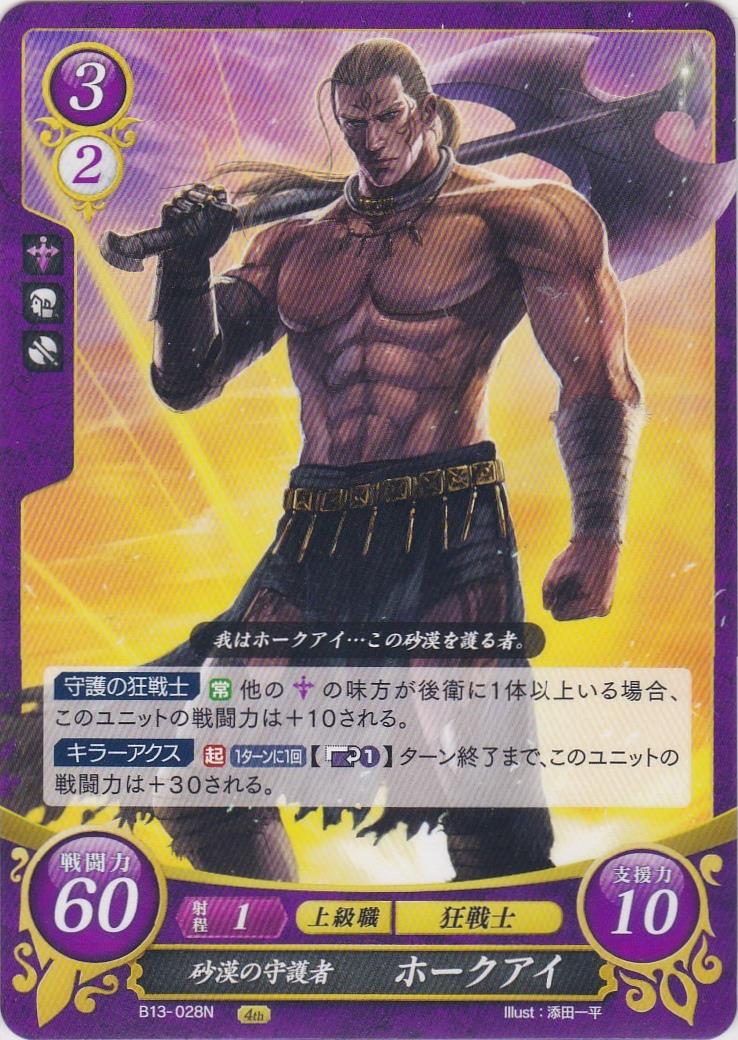 3
2
我はホークアイ…この砂漠を護る者。
守護の狂戦士 常 他の の味方が後衛に1体以上いる場合、
このユニットの戦闘力は+10される。
キラーアクス 起 1ターンに1回 【 1 】 ターン終了まで、このユニットの
戦闘力は+30される。
戦闘力
60
射程 1
上級職 狂戦士
支援力
10
砂漠の守護者 ホークアイ
B13-028N 4th Illust:添田一平